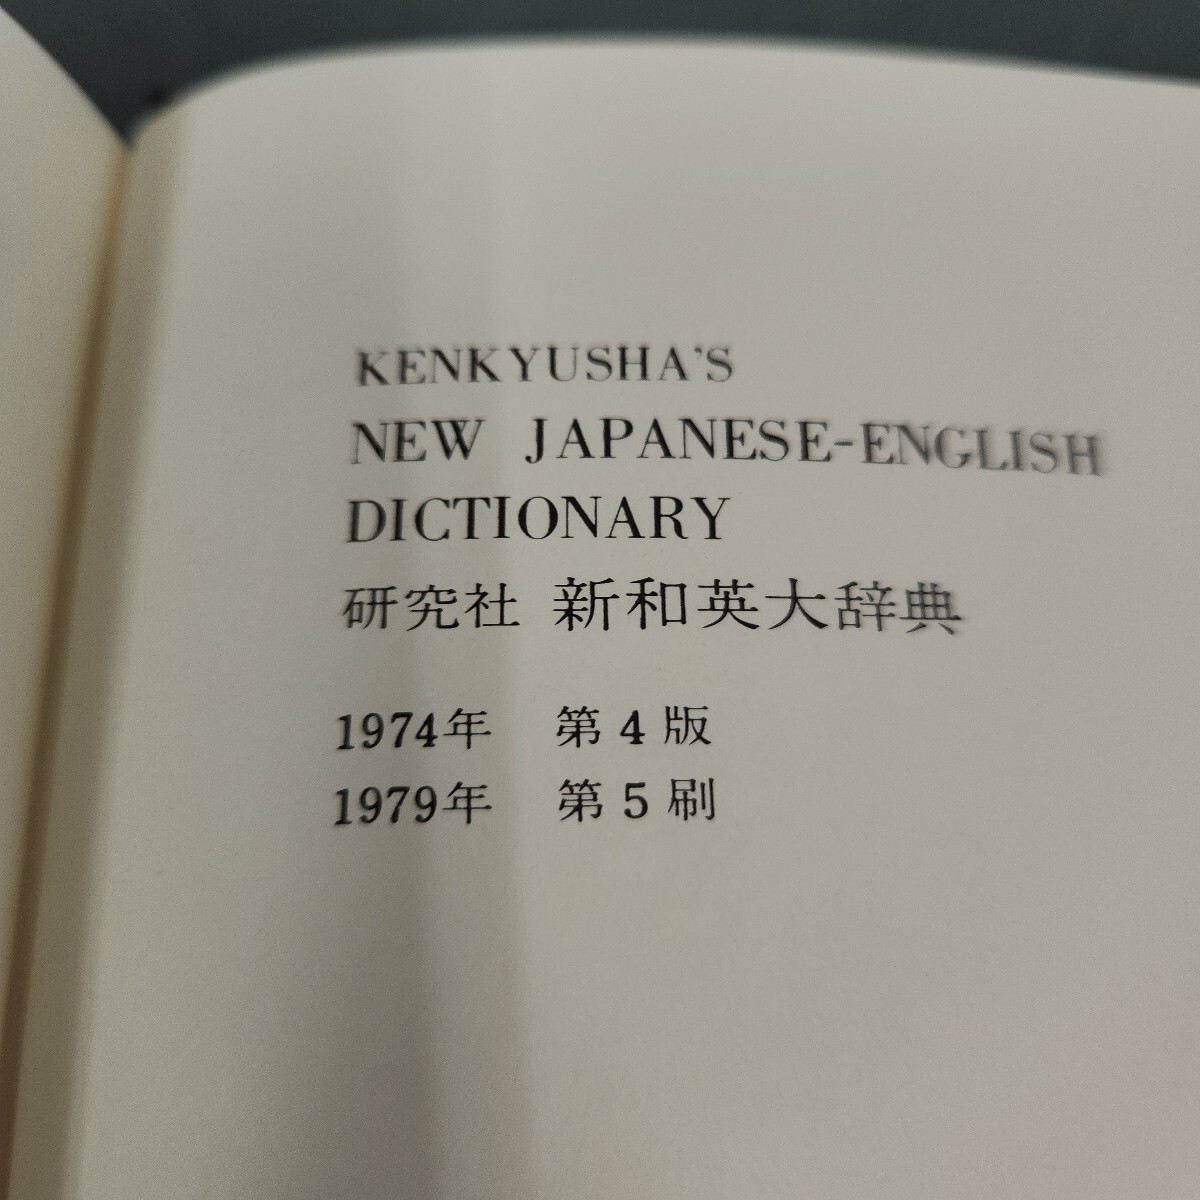 KENKYUSHA'S
NEW JAPANESE-ENGLISH
DICTIONARY
研究社 新和英大辞典
1974年 第4版
1979年 第5刷